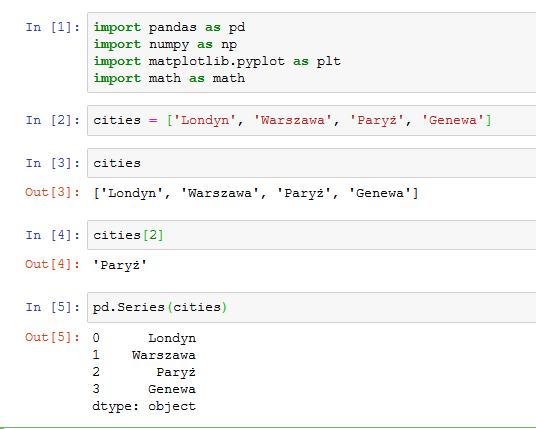 In [1]: import pandas as pd
import numpy as np
import matplotlib.pyplot as plt
import math as math
In [2]: cities = ['Londyn', 'Warszawa', 'Paryż', 'Genewa']
In [3]: cities
Out[3]: ['Londyn', 'Warszawa', 'Paryż', 'Genewa']
In [4]: cities[2]
Out[4]: 'Paryż'
In [5]: pd.Series(cities)
Out[5]: 0      Londyn
1    Warszawa
2       Paryż
3      Genewa
dtype: object